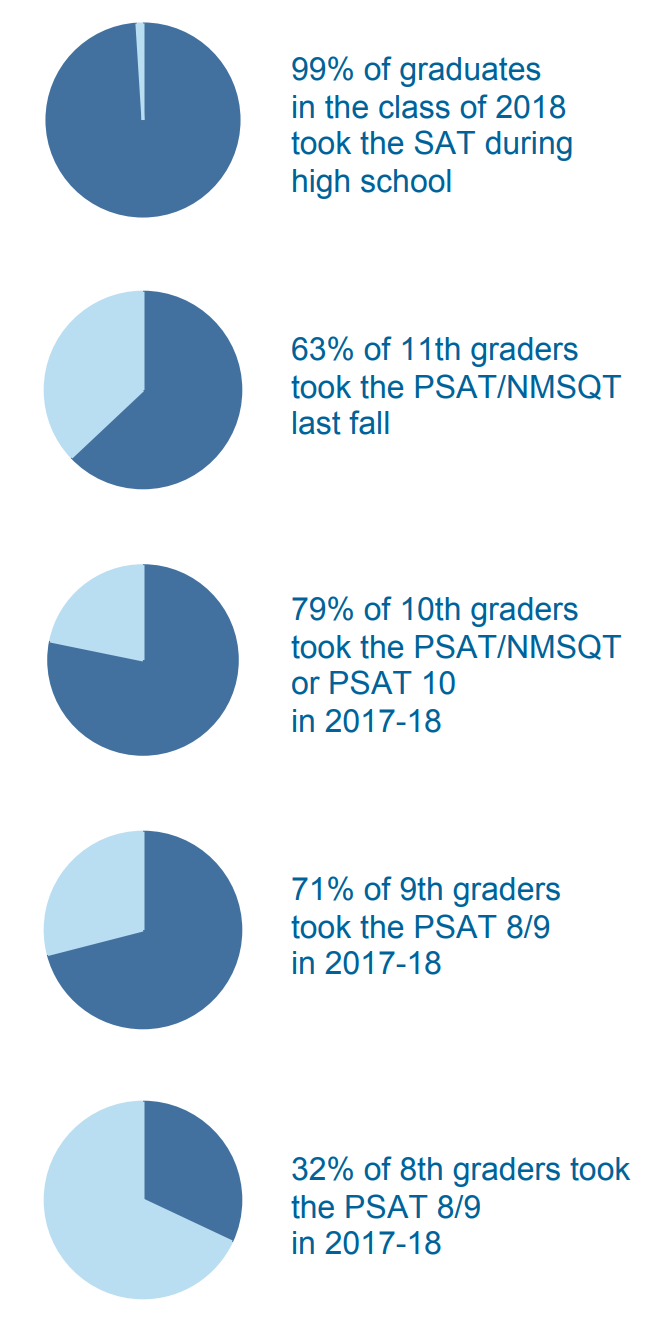 99% of graduates
in the class of 2018
took the SAT during
high school
63% of 11th graders
took the PSAT/NMSQT
last fall
79% of 10th graders
took the PSAT/NMSQT
or PSAT 10
in 2017-18
71% of 9th graders
took the PSAT 8/9
in 2017-18
32% of 8th graders took
the PSAT 8/9
in 2017-18